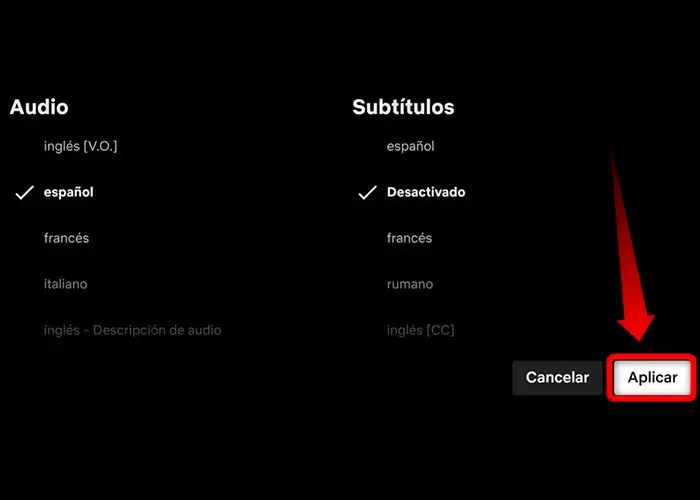 Audio
inglés [V.O.]
español
francés
italiano
inglés - Descripción de audio
Subtítulos
español
Desactivado
francés
rumano
inglés [CC]
Cancelar
Aplicar